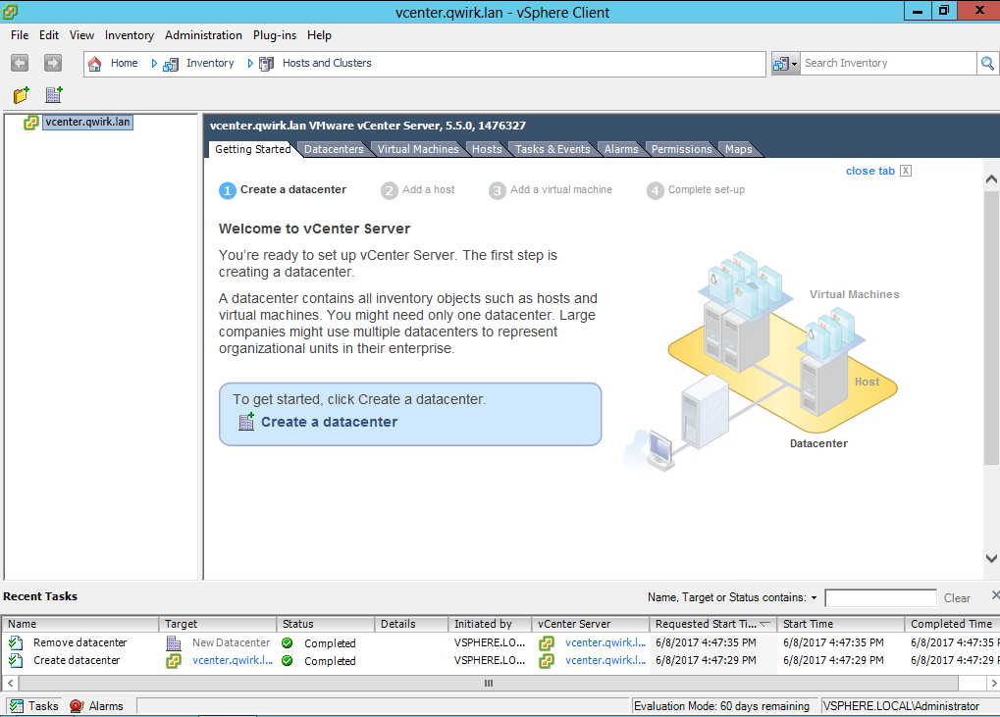 vcenter.qwirk.lan - vSphere Client
File Edit View Inventory Administration Plug-ins Help
Home Inventory Hosts and Clusters Search Inventory
vcenter.qwirk.lan
vcenter.qwirk.lan VMware vCenter Server, 5.5.0, 1476327
Getting Started Datacenters Virtual Machines Hosts Tasks & Events Alarms Permissions Maps
close tab X
1 Create a datacenter 2 Add a host 3 Add a virtual machine 4 Complete set-up
Welcome to vCenter Server
You're ready to set up vCenter Server. The first step is
creating a datacenter.
A datacenter contains all inventory objects such as hosts and
virtual machines. You might need only one datacenter. Large
companies might use multiple datacenters to represent
organizational units in their enterprise.
To get started, click Create a datacenter.
Create a datacenter
Virtual Machines
Host
Datacenter
Recent Tasks
Name, Target or Status contains: Clear
Name Target Status Details Initiated by vCenter Server Requested Start Ti... Start Time Completed Time
Remove datacenter New Datacenter Completed VSPHERE.LO... vcenter.qwirk.l... 6/8/2017 4:47:35 PM 6/8/2017 4:47:35 PM 6/8/2017 4:47:35
Create datacenter vcenter.qwirk.l... Completed VSPHERE.LO... vcenter.qwirk.l... 6/8/2017 4:47:29 PM 6/8/2017 4:47:29 PM 6/8/2017 4:47:29
Tasks Alarms Evaluation Mode: 60 days remaining VSPHERE.LOCAL\Administrator